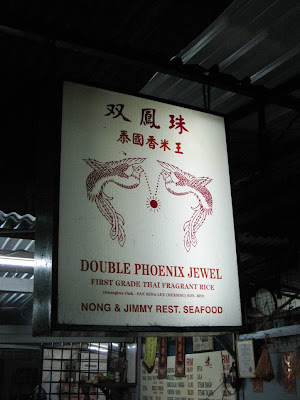 双鳳珠
泰國香米王
DOUBLE PHOENIX JEWEL
FIRST GRADE THAI FRAGRANT RICE
NONG & JIMMY REST. SEAFOOD